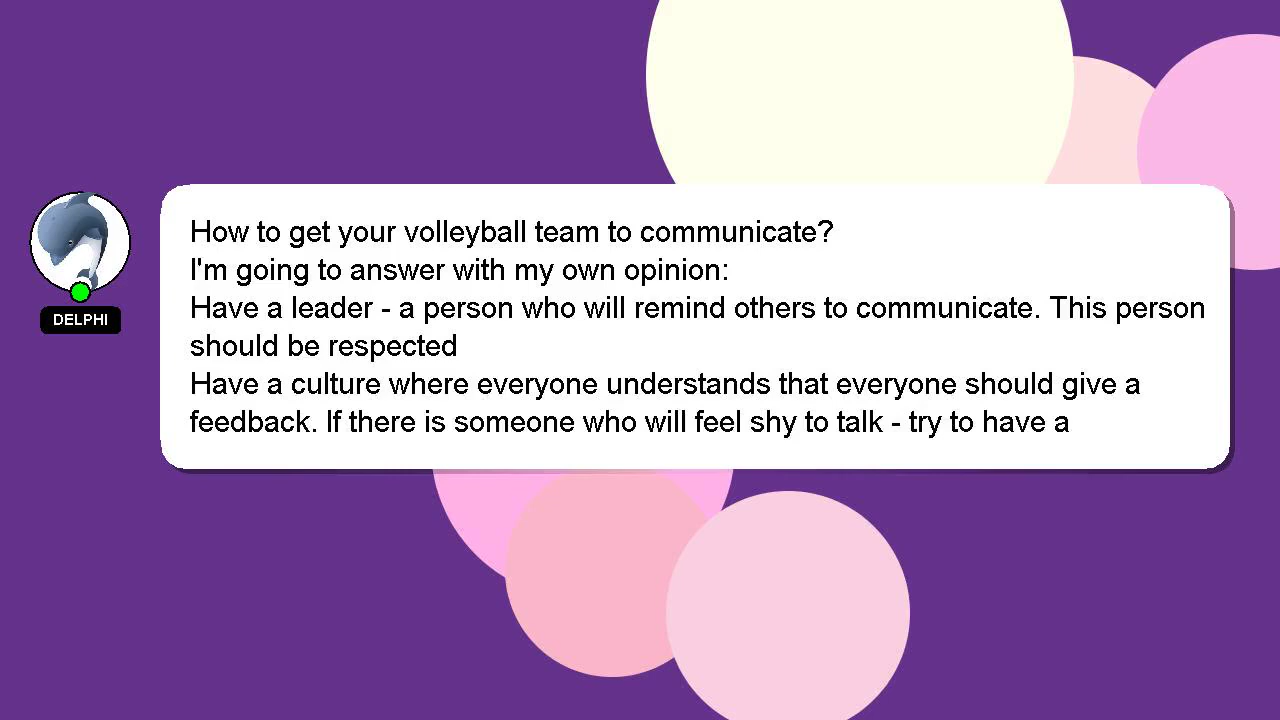 How to get your volleyball team to communicate?
I'm going to answer with my own opinion:
Have a leader - a person who will remind others to communicate. This person
should be respected
Have a culture where everyone understands that everyone should give a
feedback. If there is someone who will feel shy to talk - try to have a
DELPHI